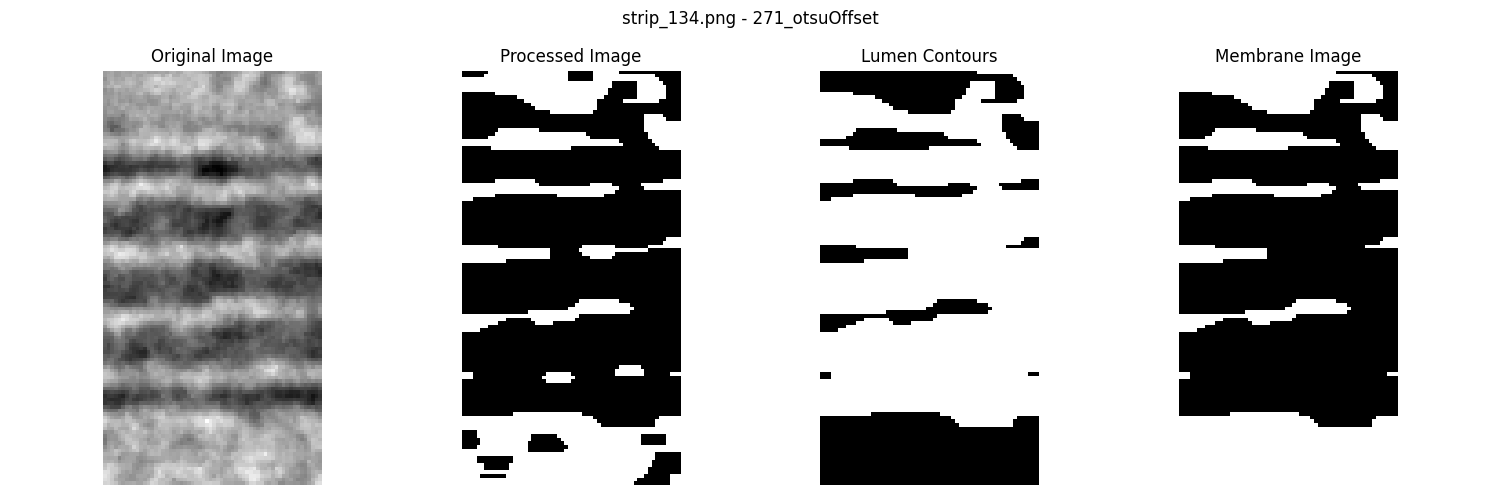 strip_134.png - 271_otsuOffset
Original Image
Processed Image
Lumen Contours
Membrane Image